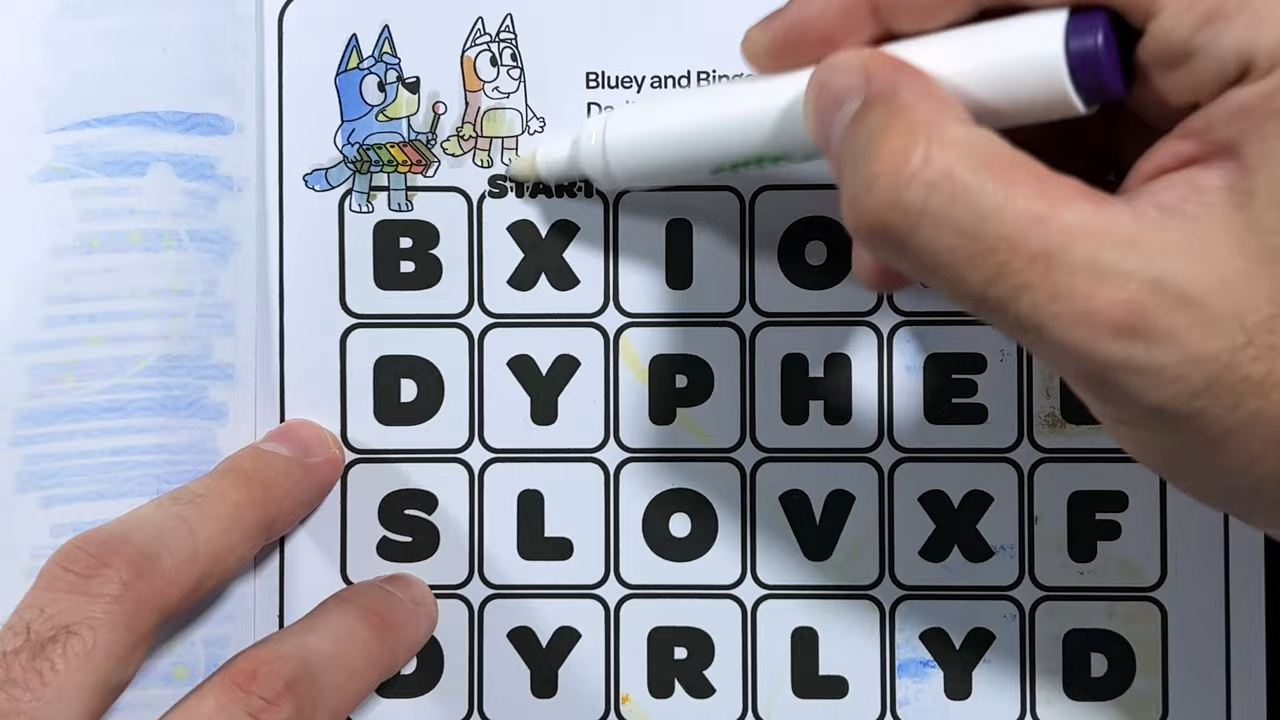 Bluey and Bingo
START
B X I O
D Y P H E
S L O V X F
D Y R L Y D